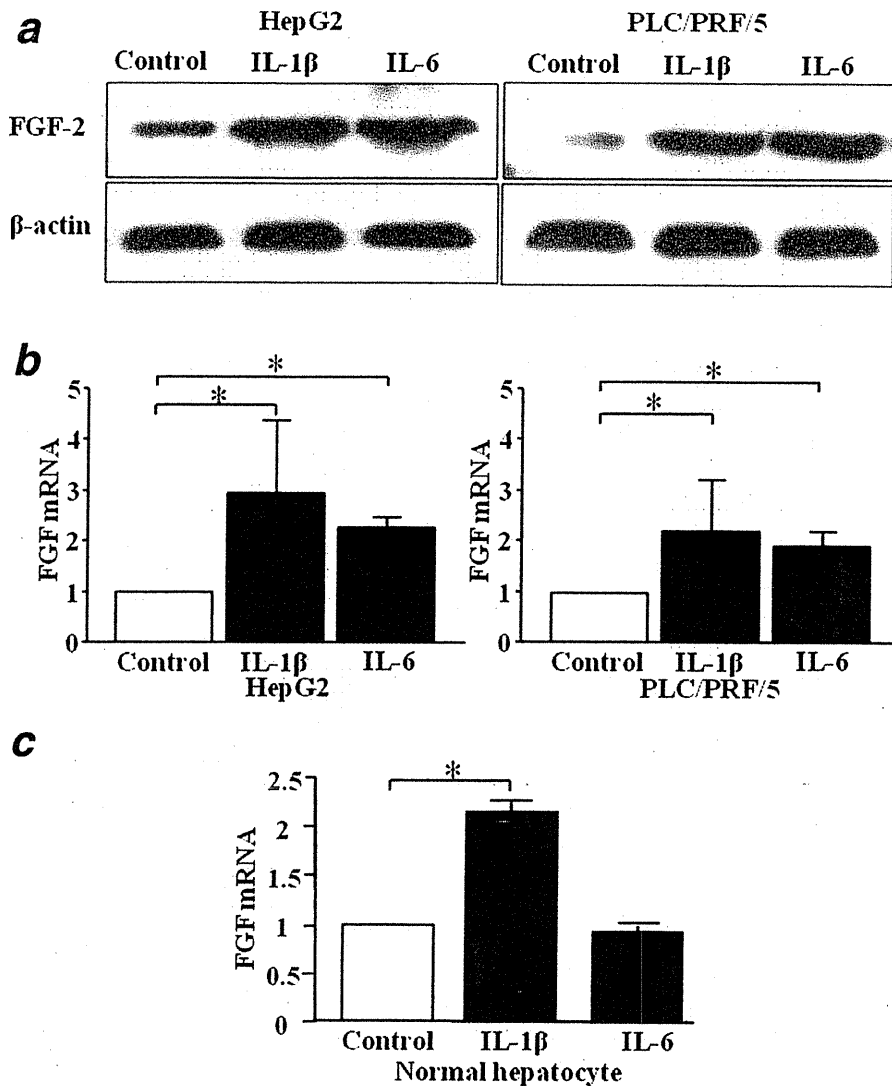 a
HepG2
PLC/PRF/5
Control IL-1β IL-6
Control IL-1β IL-6
FGF-2
β-actin
b
* *
* *
5
4
3
2
1
0
FGF mRNA
Control IL-1β IL-6
HepG2
5
4
3
2
1
0
FGF mRNA
Control IL-1β IL-6
PLC/PRF/5
c
*
2.5
2
1.5
1
0.5
0
FGF mRNA
Control IL-1β IL-6
Normal hepatocyte